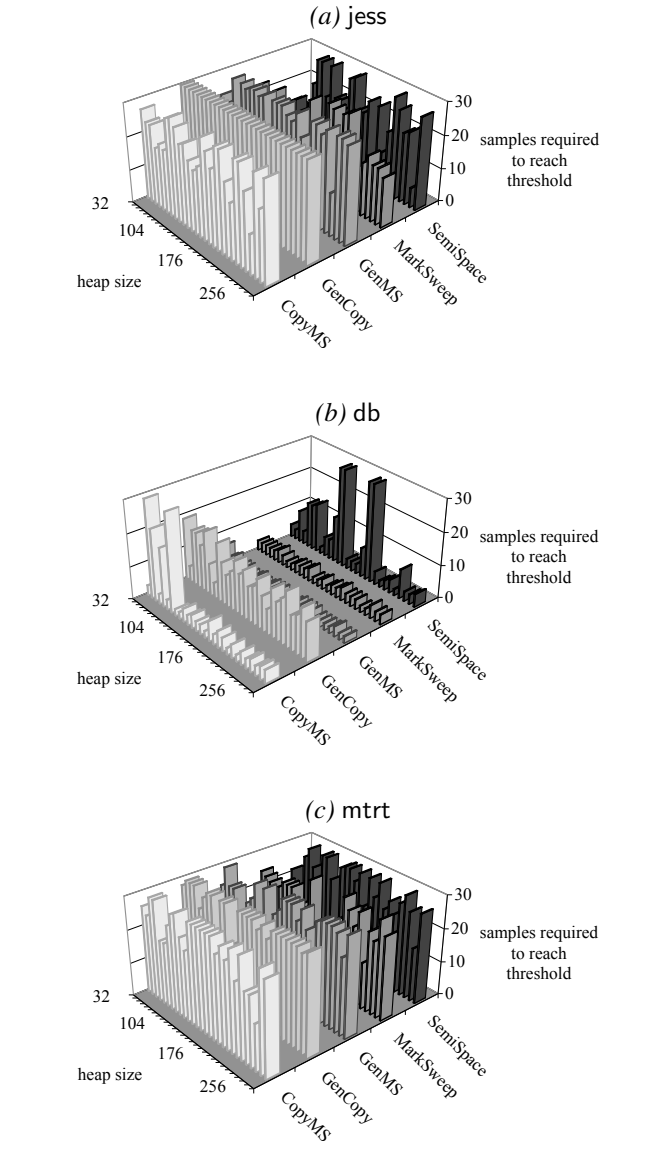 (a) jess
30
20
10
0
samples required
to reach
threshold
32
104
176
256
heap size
CopyMS
GenCopy
GenMS
MarkSweep
SemiSpace
(b) db
30
20
10
0
samples required
to reach
threshold
32
104
176
256
heap size
CopyMS
GenCopy
GenMS
MarkSweep
SemiSpace
(c) mtrt
30
20
10
0
samples required
to reach
threshold
32
104
176
256
heap size
CopyMS
GenCopy
GenMS
MarkSweep
SemiSpace